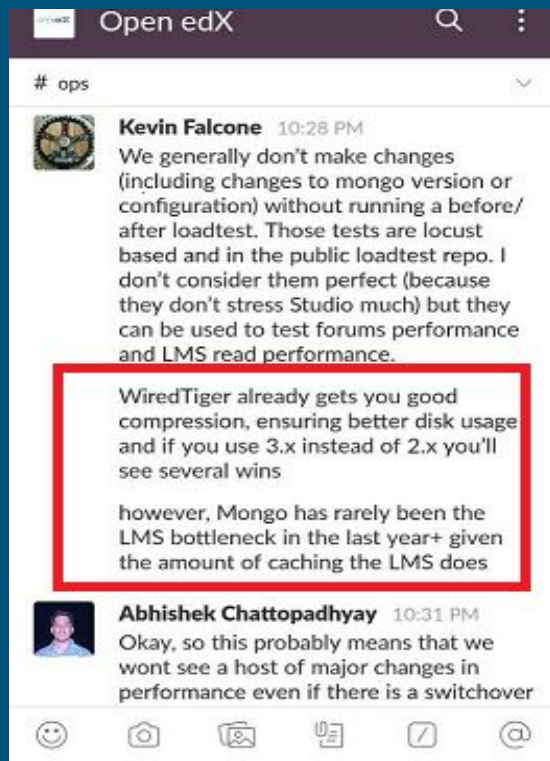 Open edX
# ops
Kevin Falcone 10:28 PM
We generally don't make changes
(including changes to mongo version or
configuration) without running a before/
after loadtest. Those tests are locust
based and in the public loadtest repo. I
don't consider them perfect (because
they don't stress Studio much) but they
can be used to test forums performance
and LMS read performance.
WiredTiger already gets you good
compression, ensuring better disk usage
and if you use 3.x instead of 2.x you'll
see several wins
however, Mongo has rarely been the
LMS bottleneck in the last year+ given
the amount of caching the LMS does
Abhishek Chattopadhyay 10:31 PM
Okay, so this probably means that we
wont see a host of major changes in
performance even if there is a switchover